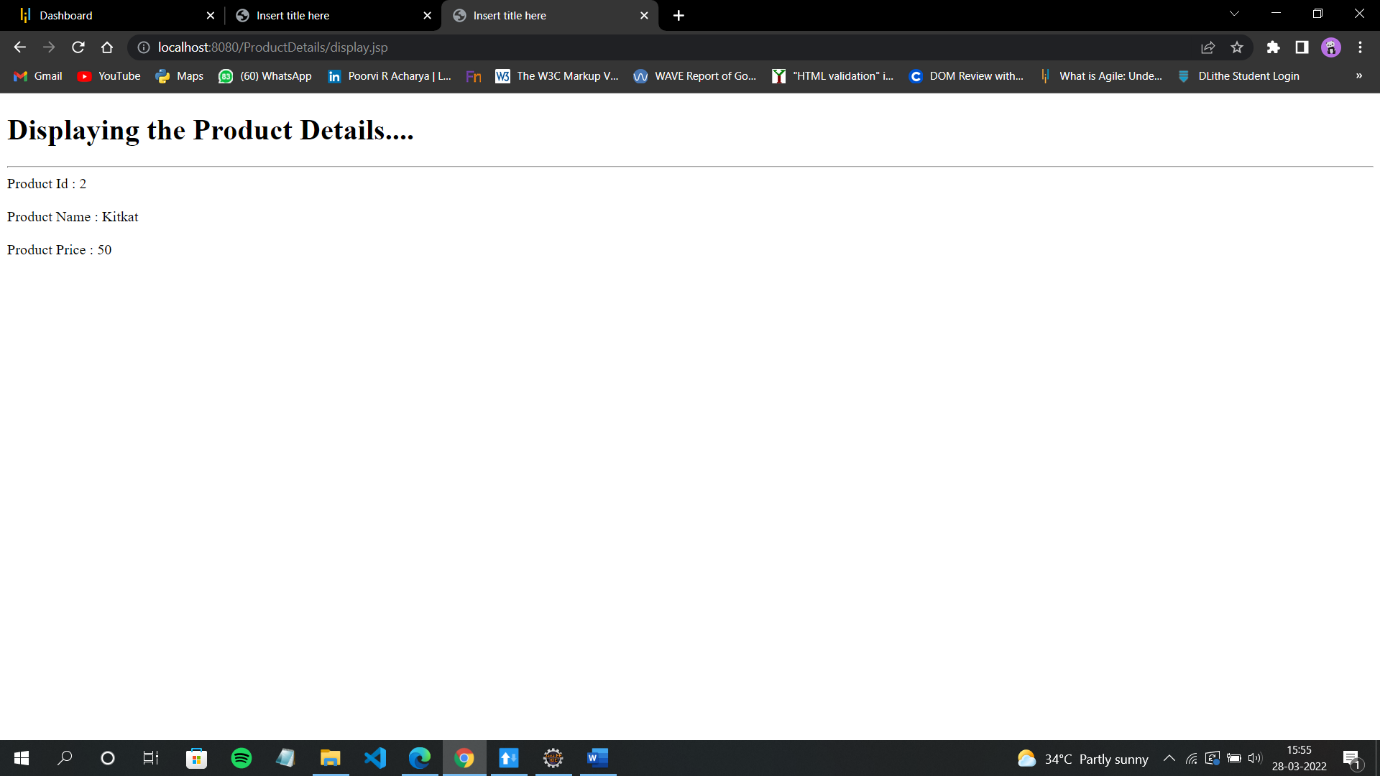 Dashboard
Insert title here
Insert title here
localhost:8080/ProductDetails/display.jsp
Gmail
YouTube
Maps
(60) WhatsApp
Poorvi R Acharya | L...
The W3C Markup V...
WAVE Report of Go...
"HTML validation" i...
DOM Review with...
What is Agile: Unde...
DLithe Student Login
»
Displaying the Product Details....
Product Id : 2
Product Name : Kitkat
Product Price : 50
34°C Partly sunny
15:55
28-03-2022
1